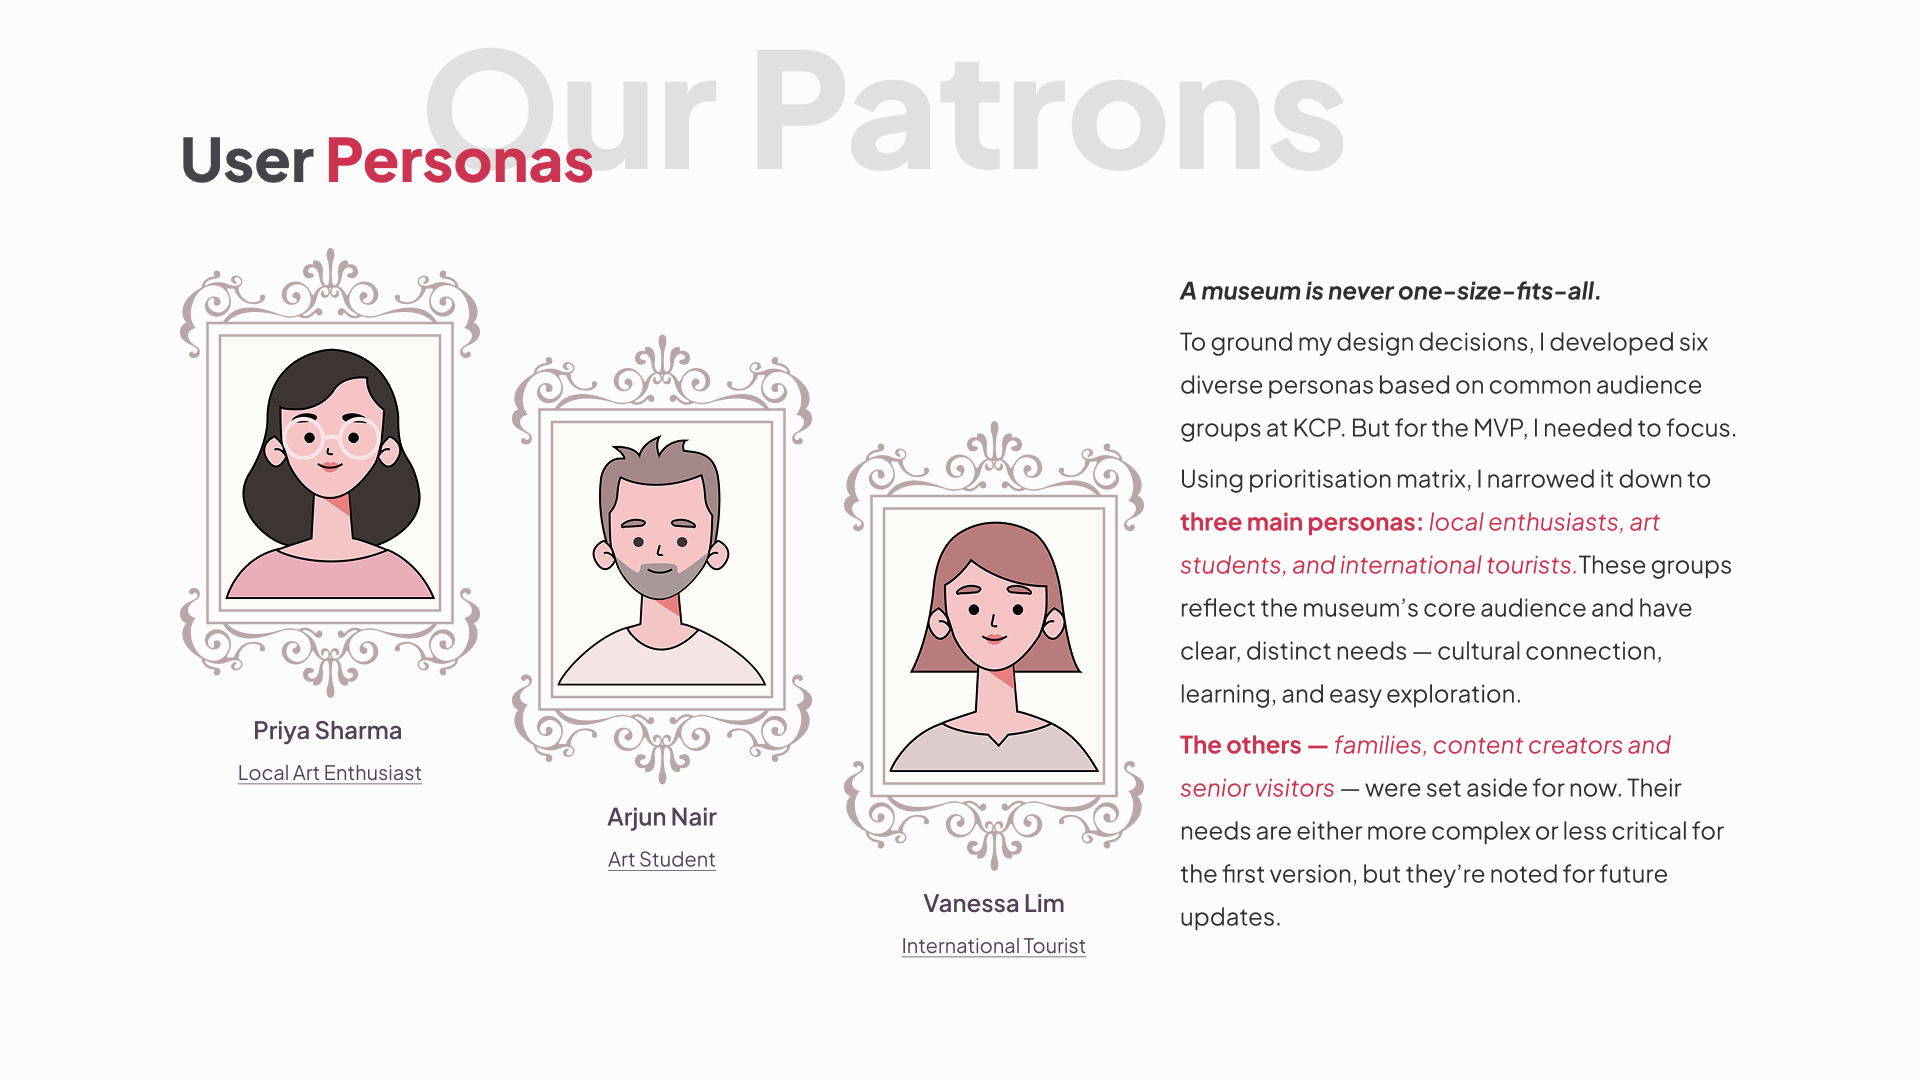 Our Patrons
User Personas
Priya Sharma
Local Art Enthusiast
Arjun Nair
Art Student
Vanessa Lim
International Tourist
A museum is never one-size-fits-all.
To ground my design decisions, I developed six
diverse personas based on common audience
groups at KCP. But for the MVP, I needed to focus.
Using prioritisation matrix, I narrowed it down to
three main personas: local enthusiasts, art
students, and international tourists.These groups
reflect the museum’s core audience and have
clear, distinct needs — cultural connection,
learning, and easy exploration.
The others — families, content creators and
senior visitors — were set aside for now. Their
needs are either more complex or less critical for
the first version, but they’re noted for future
updates.